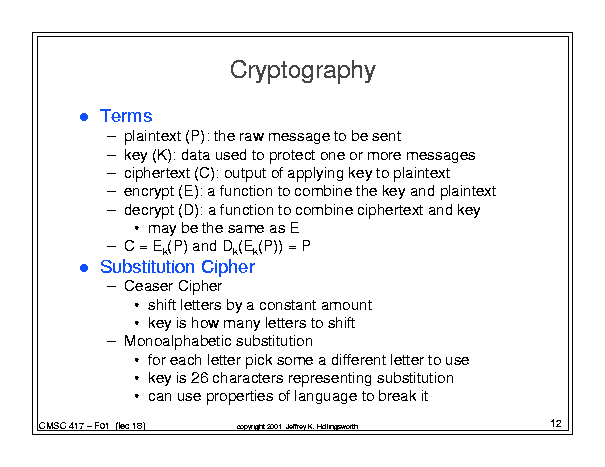 Cryptography
● Terms
– plaintext (P): the raw message to be sent
– key (K): data used to protect one or more messages
– ciphertext (C): output of applying key to plaintext
– encrypt (E): a function to combine the key and plaintext
– decrypt (D): a function to combine ciphertext and key
• may be the same as E
– C = Ek(P) and Dk(Ek(P)) = P
● Substitution Cipher
– Ceaser Cipher
• shift letters by a constant amount
• key is how many letters to shift
– Monoalphabetic substitution
• for each letter pick some a different letter to use
• key is 26 characters representing substitution
• can use properties of language to break it
CMSC 417 – F01 (lec 18)
copyright 2001 Jeffrey K. Hollingsworth
12